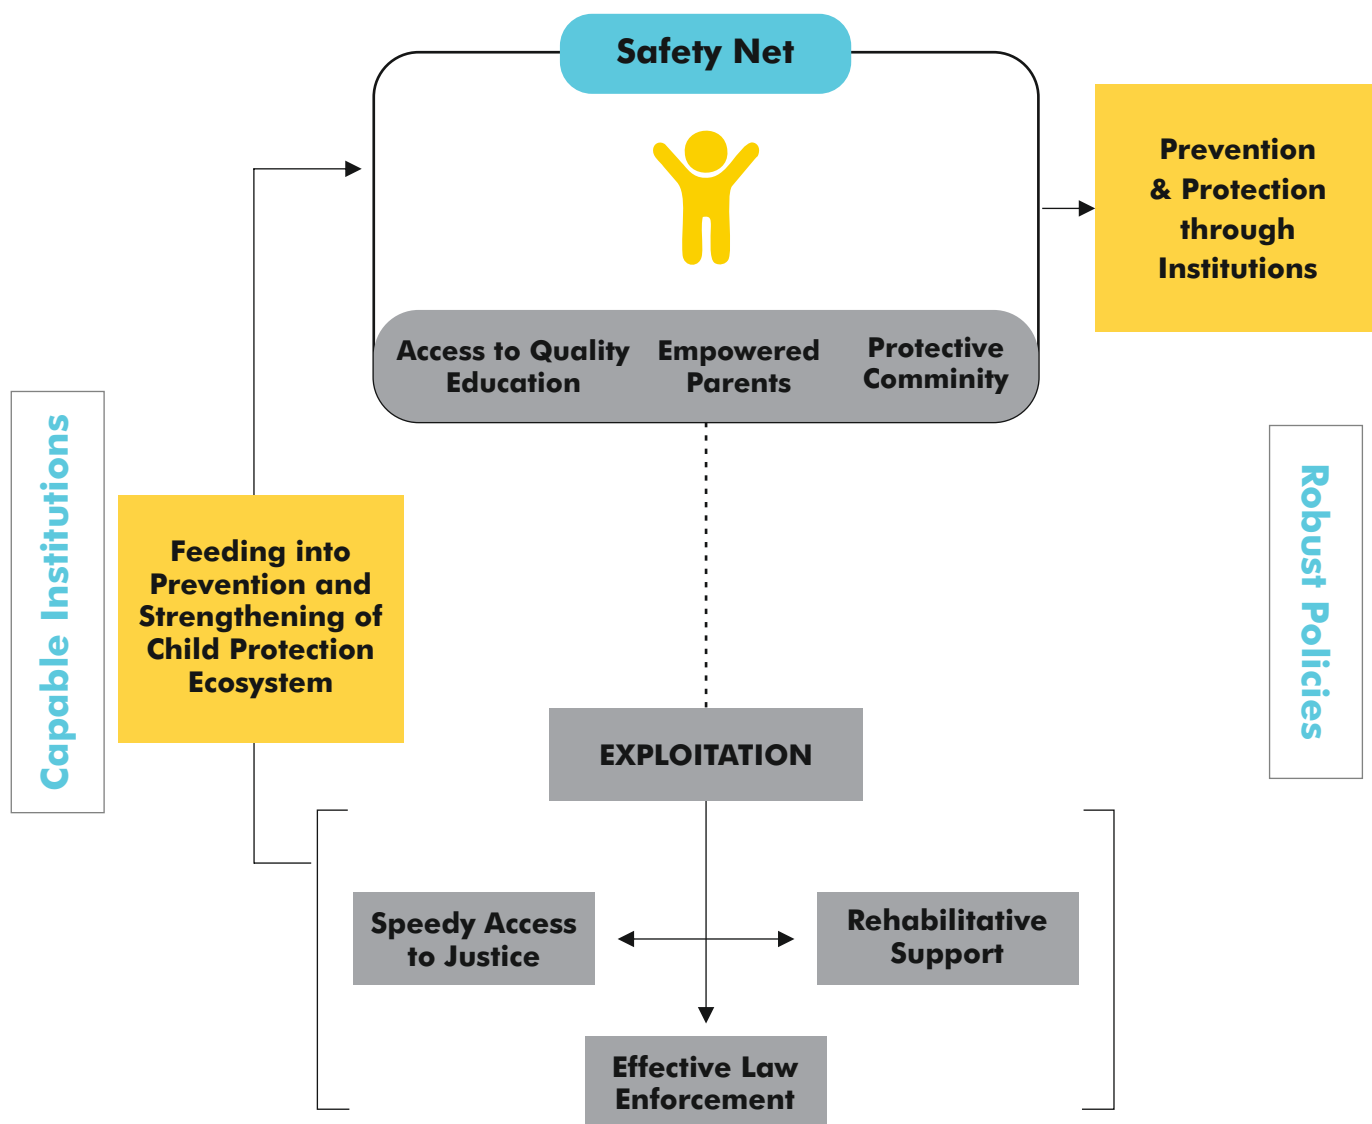 Safety Net
Prevention
& Protection
through
Institutions
Access to Quality
Education
Empowered
Parents
Protective
Comminity
Capable Institutions
Feeding into
Prevention and
Strengthening of
Child Protection
Ecosystem
Robust Policies
EXPLOITATION
Speedy Access
to Justice
Rehabilitative
Support
Effective Law
Enforcement